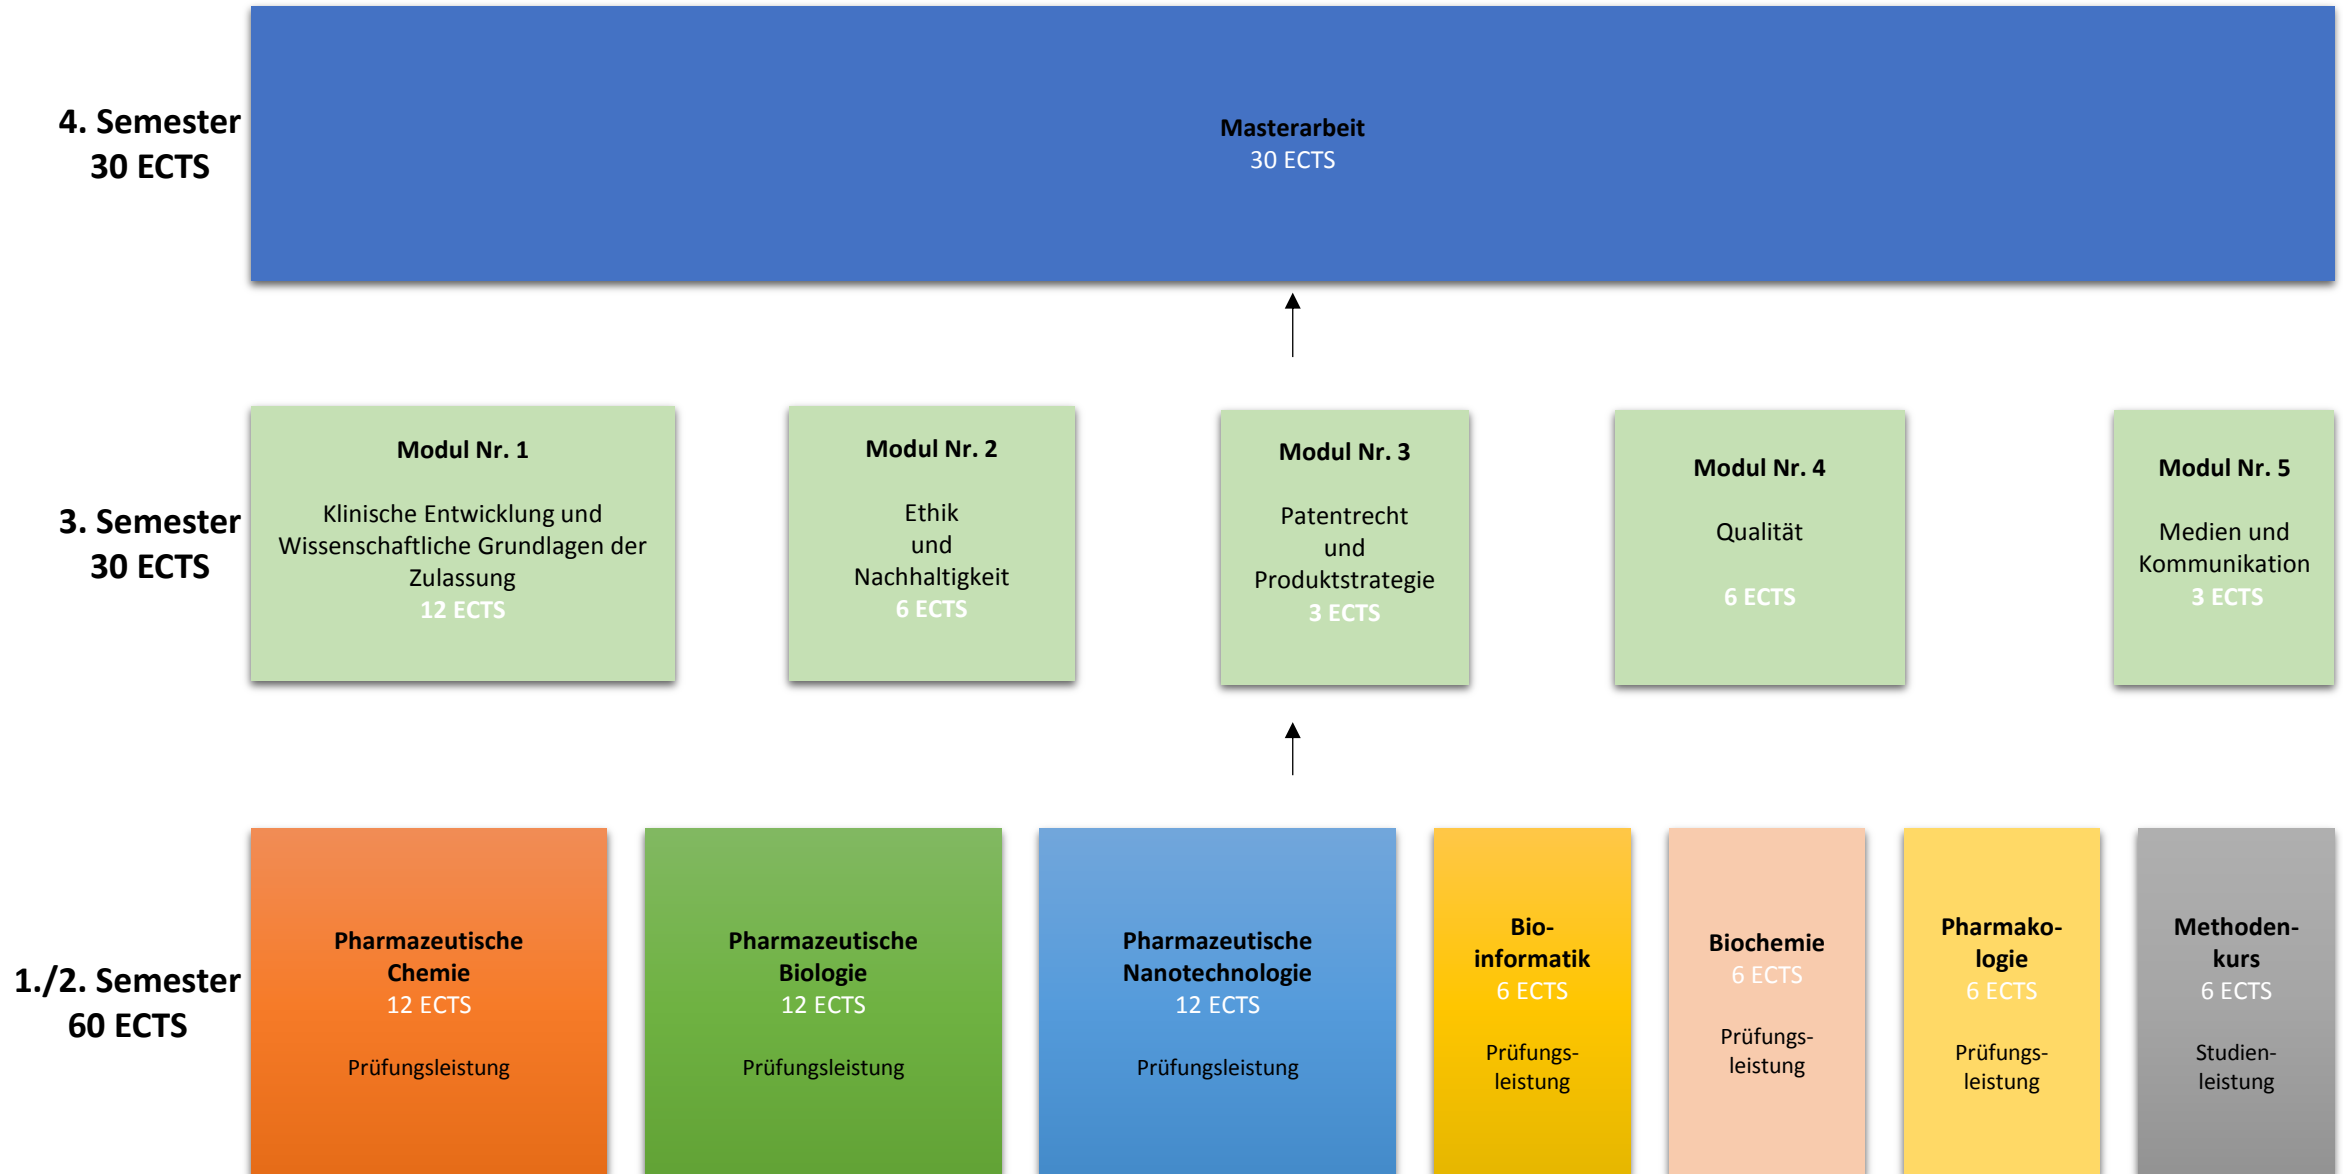 4. Semester
30 ECTS
Masterarbeit
30 ECTS
3. Semester
30 ECTS
Modul Nr. 1
Klinische Entwicklung und
Wissenschaftliche Grundlagen der
Zulassung
12 ECTS
Modul Nr. 2
Ethik
und
Nachhaltigkeit
6 ECTS
Modul Nr. 3
Patentrecht
und
Produktstrategie
3 ECTS
Modul Nr. 4
Qualität
6 ECTS
Modul Nr. 5
Medien und
Kommunikation
3 ECTS
1./2. Semester
60 ECTS
Pharmazeutische
Chemie
12 ECTS
Prüfungsleistung
Pharmazeutische
Biologie
12 ECTS
Prüfungsleistung
Pharmazeutische
Nanotechnologie
12 ECTS
Prüfungsleistung
Bio-
informatik
6 ECTS
Prüfungs-
leistung
Biochemie
6 ECTS
Prüfungs-
leistung
Pharmako-
logie
6 ECTS
Prüfungs-
leistung
Methoden-
kurs
6 ECTS
Studien-
leistung